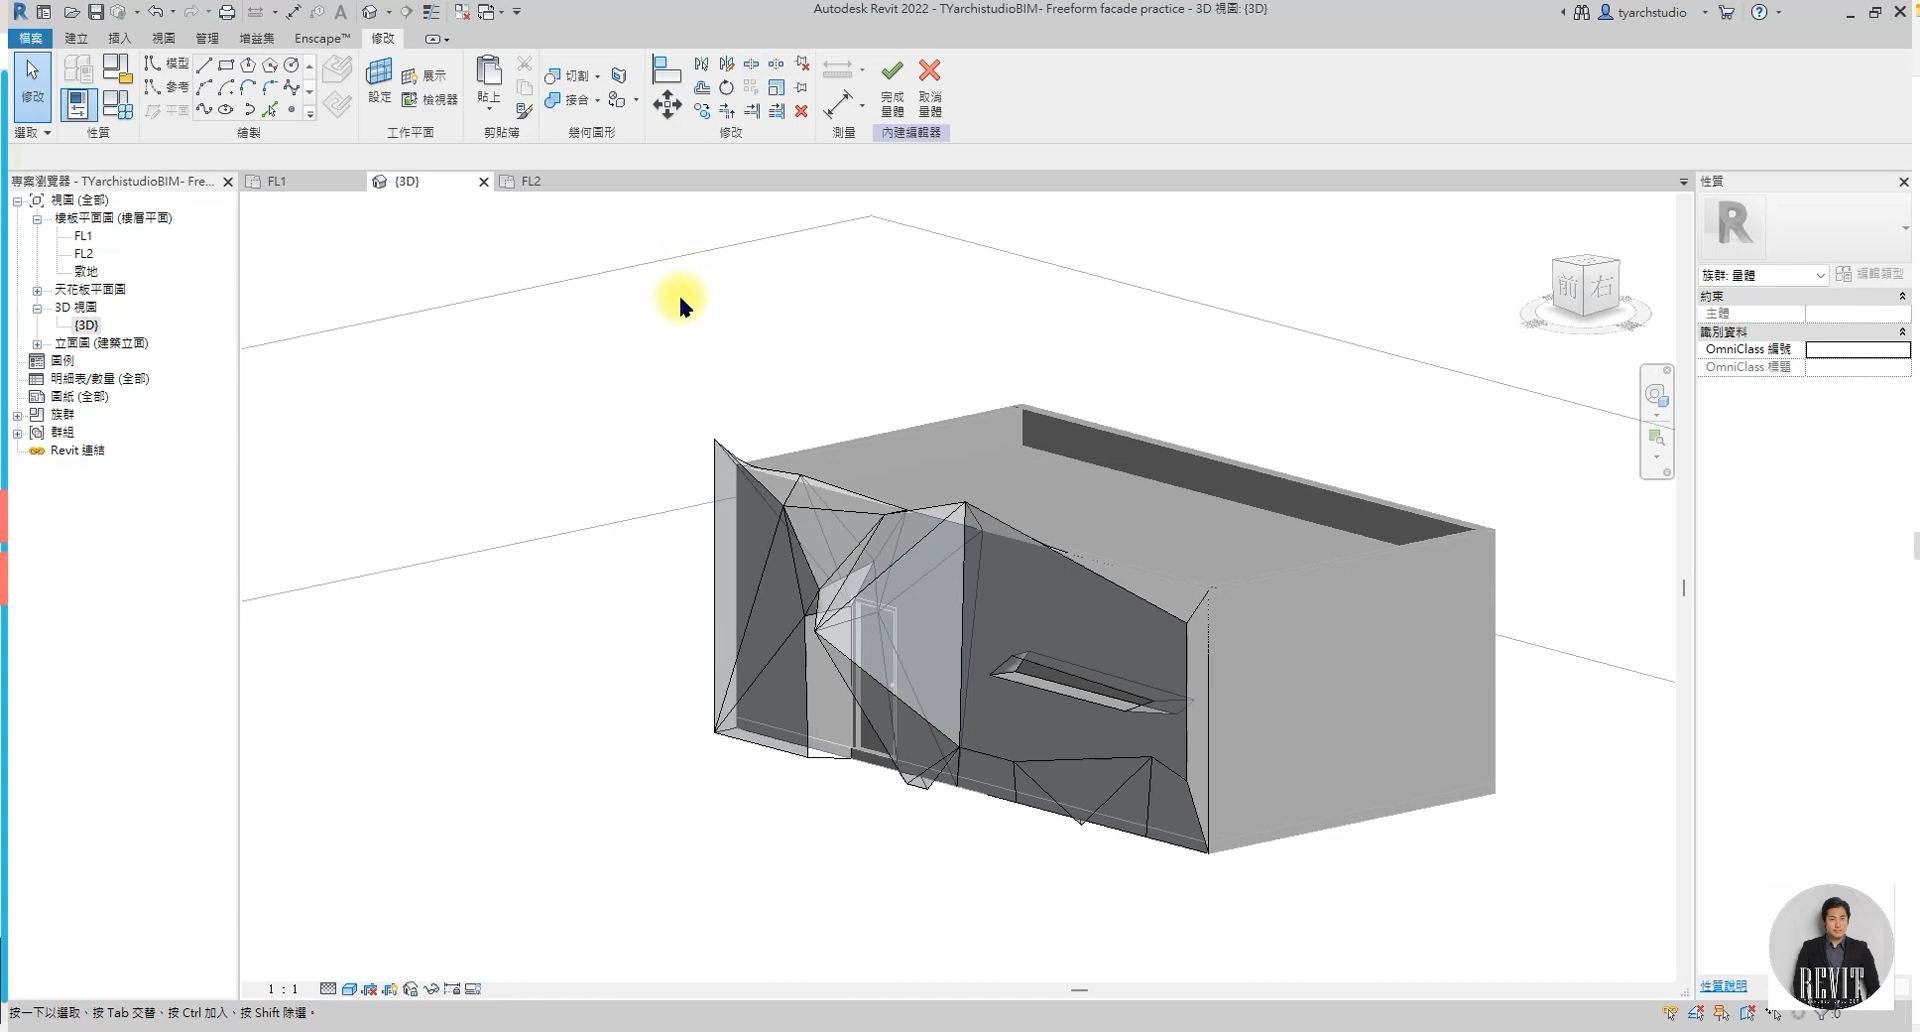 Autodesk Revit 2022 - TYarchistudioBIM- Freeform facade practice - 3D 視圖: {3D}
tyarchstudio
檔案 建立 插入 視圖 管理 增益集 Enscape™ 修改
修改
模型
參考
平面
設定
展示
檢視器
貼上
切割
接合
完成
量體
取消
量體
選取 性質 繪製 工作平面 剪貼簿 幾何圖形 修改 測量 內建編輯器
專案瀏覽器 - TYarchistudioBIM- Fre...
FL1
{3D}
FL2
性質
視圖 (全部)
樓板平面圖 (樓層平面)
FL1
FL2
敷地
天花板平面圖
3D 視圖
{3D}
立面圖 (建築立面)
圖例
明細表/數量 (全部)
圖紙 (全部)
族群
群組
Revit 連結
前 右
R
族群: 量體
編輯類型
約束
主體
識別資料
OmniClass 編號
OmniClass 標題
性質說明
REVIT
1 : 1
按一下以選取、按 Tab 交替、按 Ctrl 加入、按 Shift 除選。
:0